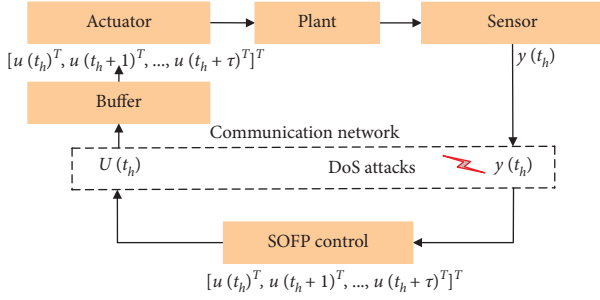 Actuator
Plant
Sensor
[u (t_h)^T, u (t_h + 1)^T, ..., u (t_h + τ)^T]^T
y (t_h)
Buffer
Communication network
U (t_h)
DoS attacks
y (t_h)
SOFP control
[u (t_h)^T, u (t_h + 1)^T, ..., u (t_h + τ)^T]^T